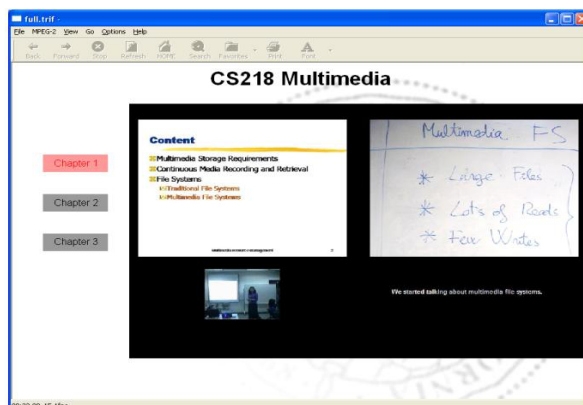 full.trif -
File MPEG-2 View Go Options Help
Back Forward Stop Refresh HOME Search Favorites Print Font
CS218 Multimedia
Chapter 1
Chapter 2
Chapter 3
Content
Multimedia Storage Requirements
Continuous Media Recording and Retrieval
File Systems
Traditional File Systems
Multimedia File Systems
Multimedia FS
* Large Files
* Lots of Reads
* Few Writes
We started talking about multimedia file systems.